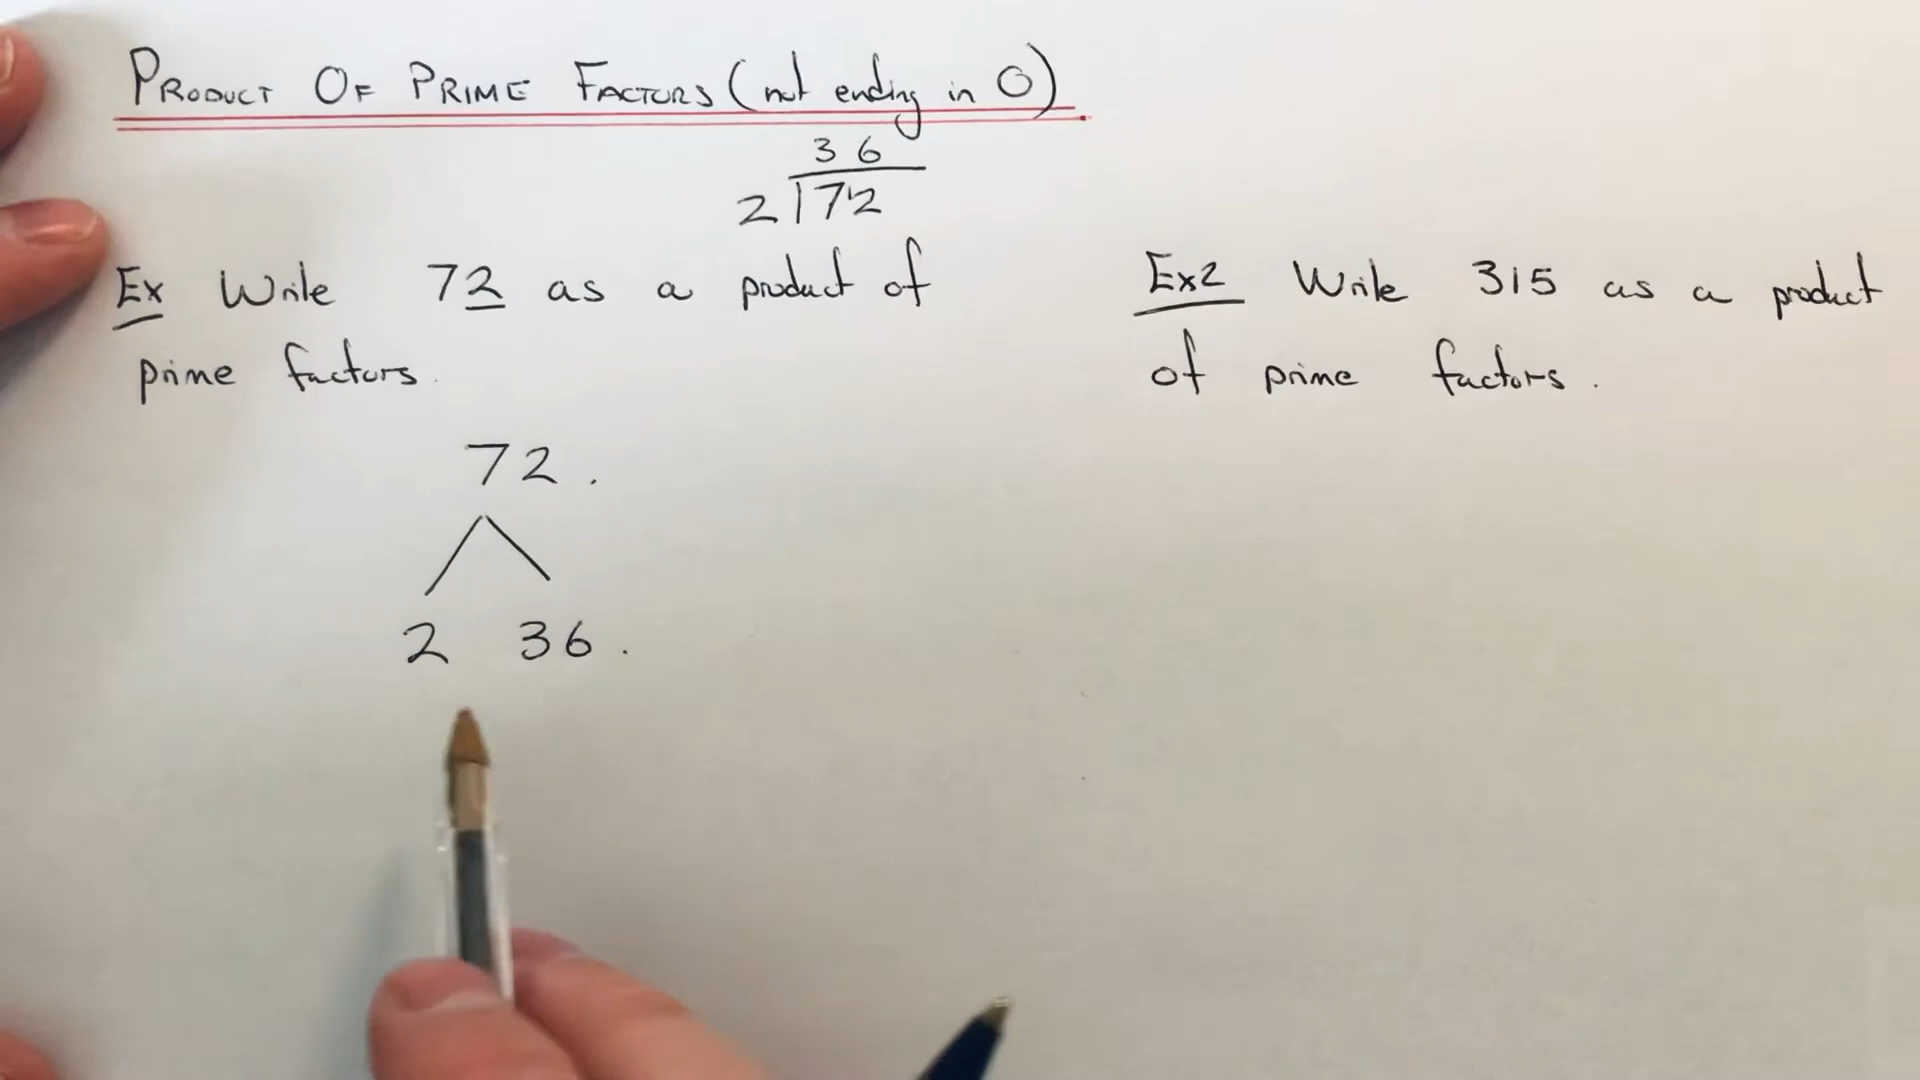 PRODUCT OF PRIME FACTORS (not ending in 0)
36
2 72
Ex Write 72 as a product of
prime factors.
72.
2 36.
Ex2 Write 315 as a product
of prime factors.